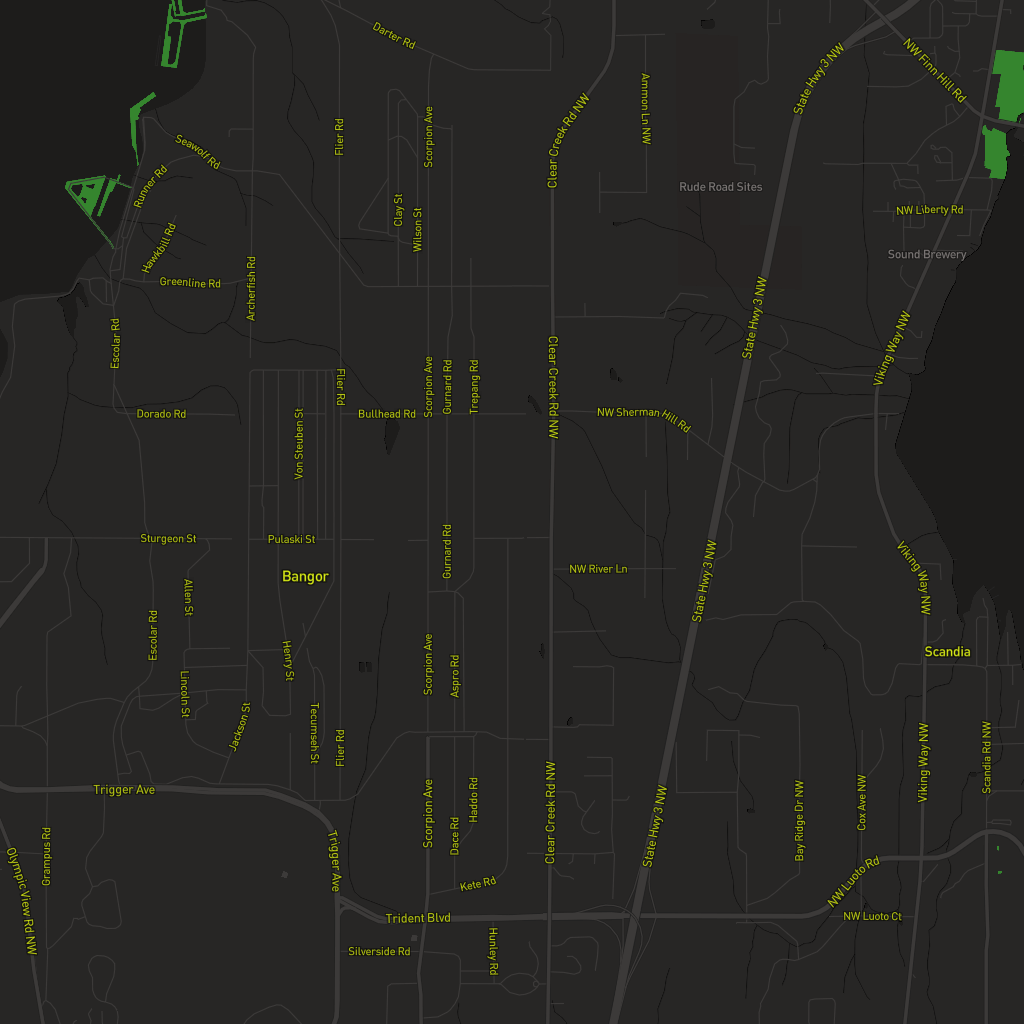 Darter Rd
State Hwy 3 NW
NW Finn Hill Rd
Ammon Ln NW
Clear Creek Rd NW
Scorpion Ave
Flier Rd
Seawolf Rd
Runner Rd
Rude Road Sites
Clay St
Wilson St
NW Liberty Rd
Hawkbill Rd
Sound Brewery
Greenline Rd
Archerfish Rd
State Hwy 3 NW
Escolar Rd
Viking Way NW
Flier Rd
Scorpion Ave
Gurnard Rd
Trepang Rd
Clear Creek Rd NW
Dorado Rd
Bullhead Rd
NW Sherman Hill Rd
Von Steuben St
Sturgeon St
Pulaski St
Gurnard Rd
NW River Ln
State Hwy 3 NW
Viking Way NW
Bangor
Allen St
Escolar Rd
Henry St
Scorpion Ave
Aspro Rd
Scandia
Lincoln St
Jackson St
Tecumseh St
Flier Rd
Viking Way NW
Scandia Rd NW
Trigger Ave
Scorpion Ave
Haddo Rd
Clear Creek Rd NW
State Hwy 3 NW
Bay Ridge Dr NW
Cox Ave NW
Dace Rd
Grampus Rd
Trigger Ave
Olympic View Rd NW
Kete Rd
NW Luoto Rd
Trident Blvd
NW Luoto Ct
Silverside Rd
Hunley Rd